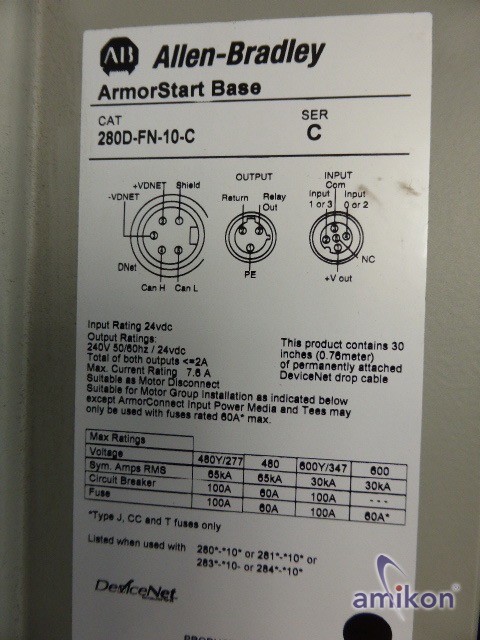 AB Allen-Bradley
ArmorStart Base
CAT
280D-FN-10-C
SER
C
OUTPUT
INPUT
+VDNET Shield
-VDNET
DNet
Can H Can L
Return Relay
Out
PE
Com
Input Input
1 or 3 0 or 2
NC
+V out
Input Rating 24vdc
Output Ratings:
240V 50/60hz / 24vdc
Total of both outputs <=2A
Max. Current Rating 7.6 A
Suitable as Motor Disconnect
Suitable for Motor Group Installation as indicated below
except ArmorConnect Input Power Media and Tees may
only be used with fuses rated 60A* max.
This product contains 30
inches (0.76meter)
of permanently attached
DeviceNet drop cable
Max Ratings
Voltage 480Y/277 480 600Y/347 600
Sym. Amps RMS 65kA 65kA 30kA 30kA
Circuit Breaker 100A 60A 100A ---
Fuse 100A 60A 100A 60A*
*Type J, CC and T fuses only
Listed when used with 280*-*10* or 281*-*10* or
283*-*10- or 284*-*10*
DeviceNet
amikon®